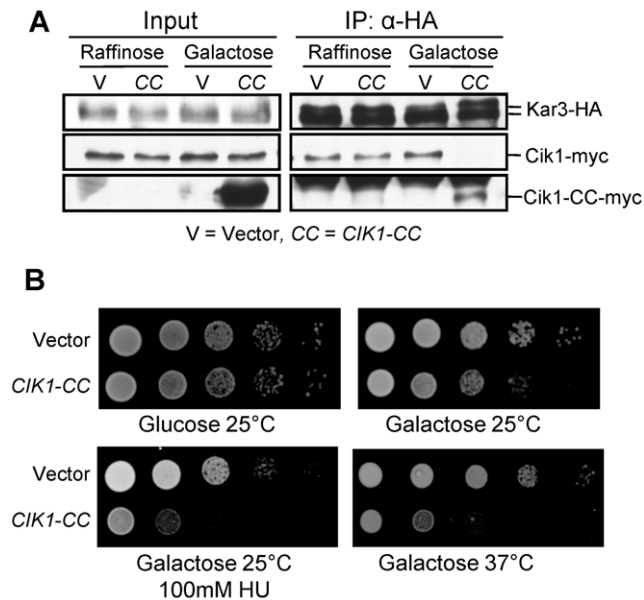 A
Input
IP: α-HA
Raffinose Galactose
Raffinose Galactose
V CC V CC
V CC V CC
Kar3-HA
Cik1-myc
Cik1-CC-myc
V = Vector, CC = CIK1-CC
B
Vector
CIK1-CC
Glucose 25°C
Galactose 25°C
Vector
CIK1-CC
Galactose 25°C
100mM HU
Galactose 37°C